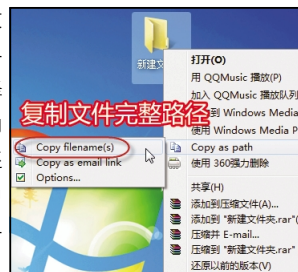 新建文
打开(O)
用 QQMusic 播放(P)
加入 QQMusic 播放队列
复制文件完整路径
到 Windows Media
使用 Windows Media P
Copy filename(s)
Copy as path
Copy as email link
使用 360强力删除
Options...
共享(H)
添加到压缩文件(A)...
添加到 "新建文件夹.rar"(
压缩并 E-mail...
压缩到 "新建文件夹.rar"
还原以前的版本(V)